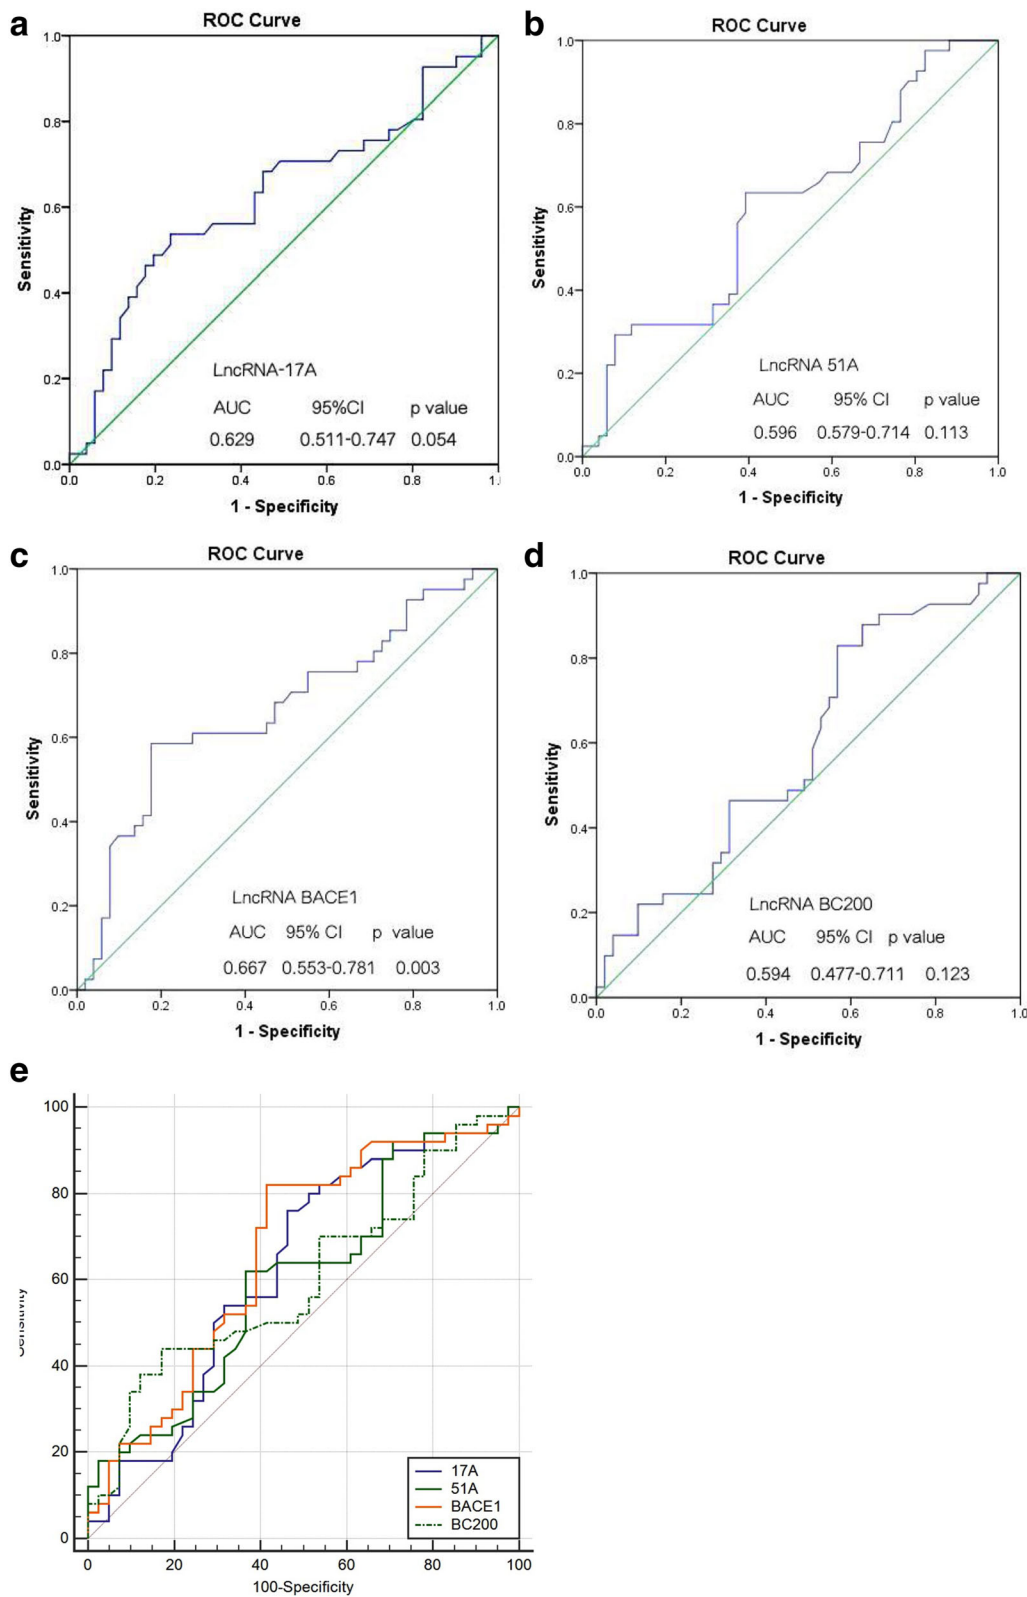 a
ROC Curve
1.0
0.8
0.6
0.4
0.2
0.0
Sensitivity
LncRNA-17A
AUC 95%CI p value
0.629 0.511-0.747 0.054
0.0 0.2 0.4 0.6 0.8 1.
1 - Specificity
b
ROC Curve
1.0
0.8
0.6
0.4
0.2
0.0
Sensitivity
LncRNA 51A
AUC 95% CI p value
0.596 0.579-0.714 0.113
0.0 0.2 0.4 0.6 0.8 1.0
1 - Specificity
c
ROC Curve
1.0
0.8
0.6
0.4
0.2
0.0
Sensitivity
LncRNA BACE1
AUC 95% CI p value
0.667 0.553-0.781 0.003
0.0 0.2 0.4 0.6 0.8 1.0
1 - Specificity
d
ROC Curve
1.0
0.8
0.6
0.4
0.2
0.0
Sensitivity
LncRNA BC200
AUC 95% CI p value
0.594 0.477-0.711 0.123
0.0 0.2 0.4 0.6 0.8 1.0
1 - Specificity
e
100
80
60
40
20
0
17A
51A
BACE1
BC200
0 20 40 60 80 100
100-Specificity